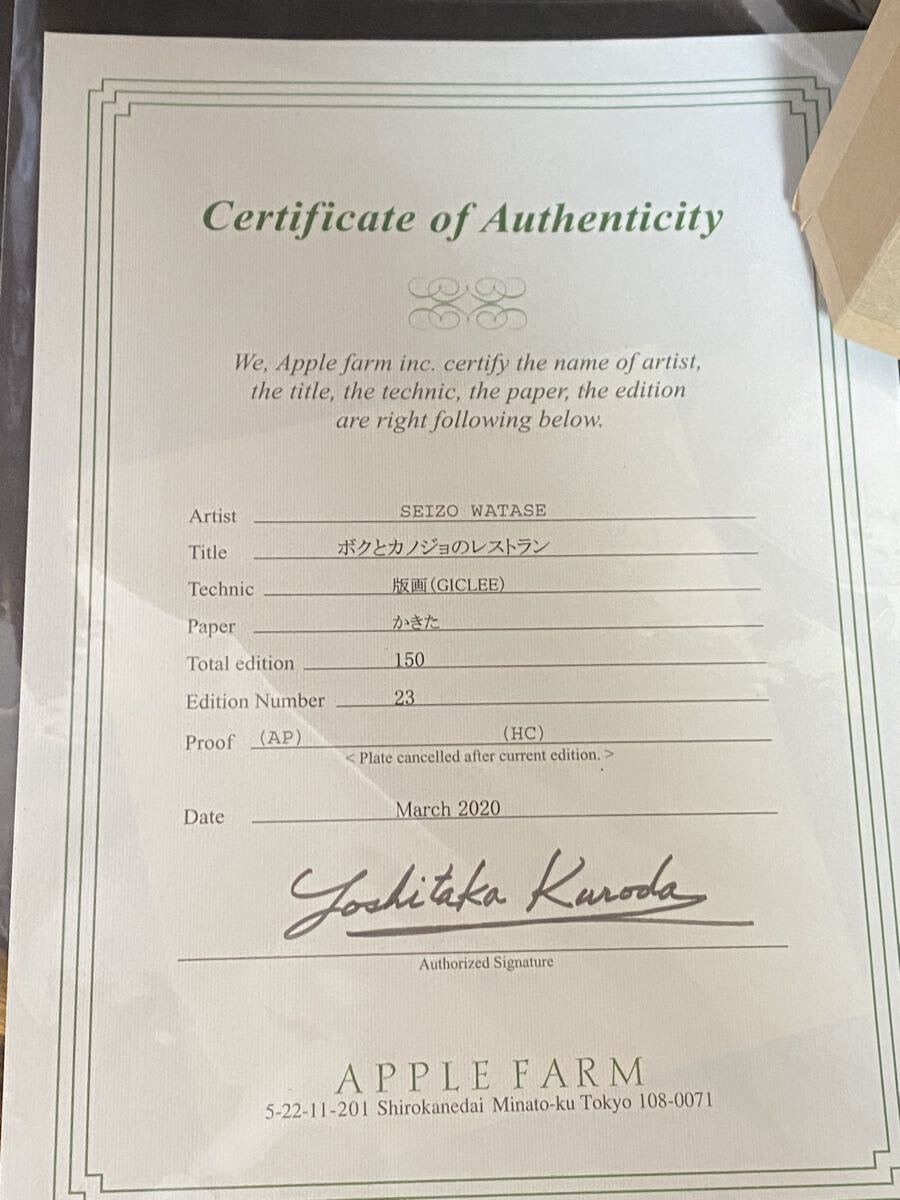 Certificate of Authenticity
We, Apple farm inc. certify the name of artist,
the title, the technic, the paper, the edition
are right following below.
Artist SEIZO WATASE
Title ボクとカノジョのレストラン
Technic 版画(GICLEE)
Paper かきた
Total edition 150
Edition Number 23
Proof (AP) (HC)
< Plate cancelled after current edition. >
Date March 2020
Yoshitaka Kuroda
Authorized Signature
APPLE FARM
5-22-11-201 Shirokanedai Minato-ku Tokyo 108-0071